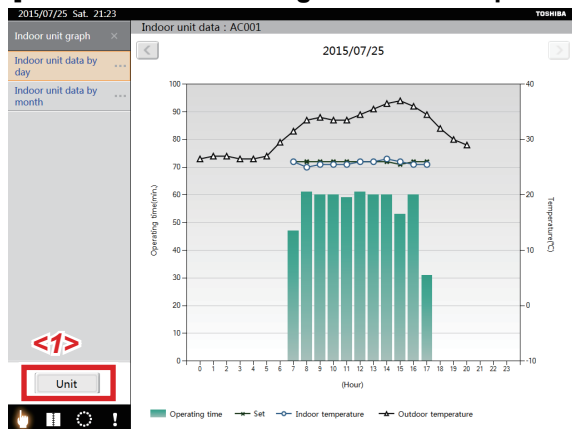 2015/07/25 Sat. 21:23
TOSHIBA
Indoor unit graph ×
Indoor unit data : AC001
Indoor unit data by
day
Indoor unit data by
month
<
2015/07/25
>
100
90
80
70
60
50
40
30
20
10
0
Operating time(min.)
40
30
20
10
0
-10
Temperature(℃)
0 1 2 3 4 5 6 7 8 9 10 11 12 13 14 15 16 17 18 19 20 21 22 23
(Hour)
Operating time Set Indoor temperature Outdoor temperature
<1>
Unit
!